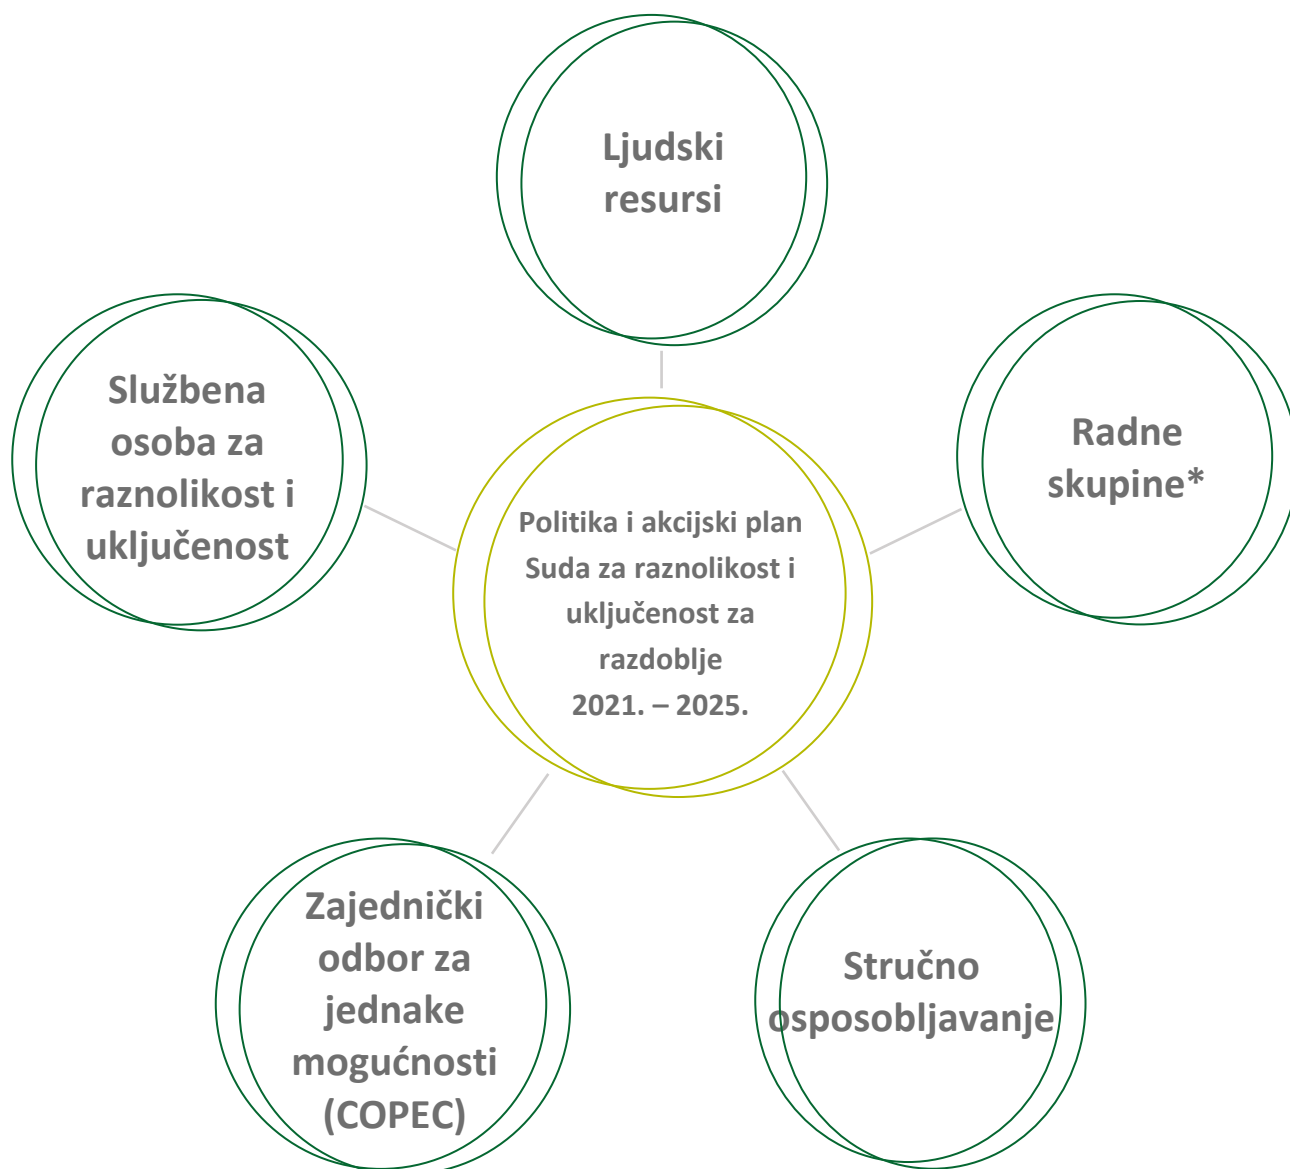 Ljudski
resursi
Službena
osoba za
raznolikost i
uključenost
Radne
skupine*
Politika i akcijski plan
Suda za raznolikost i
uključenost za
razdoblje
2021. – 2025.
Zajednički
odbor za
jednake
mogućnosti
(COPEC)
Stručno
osposobljavanje